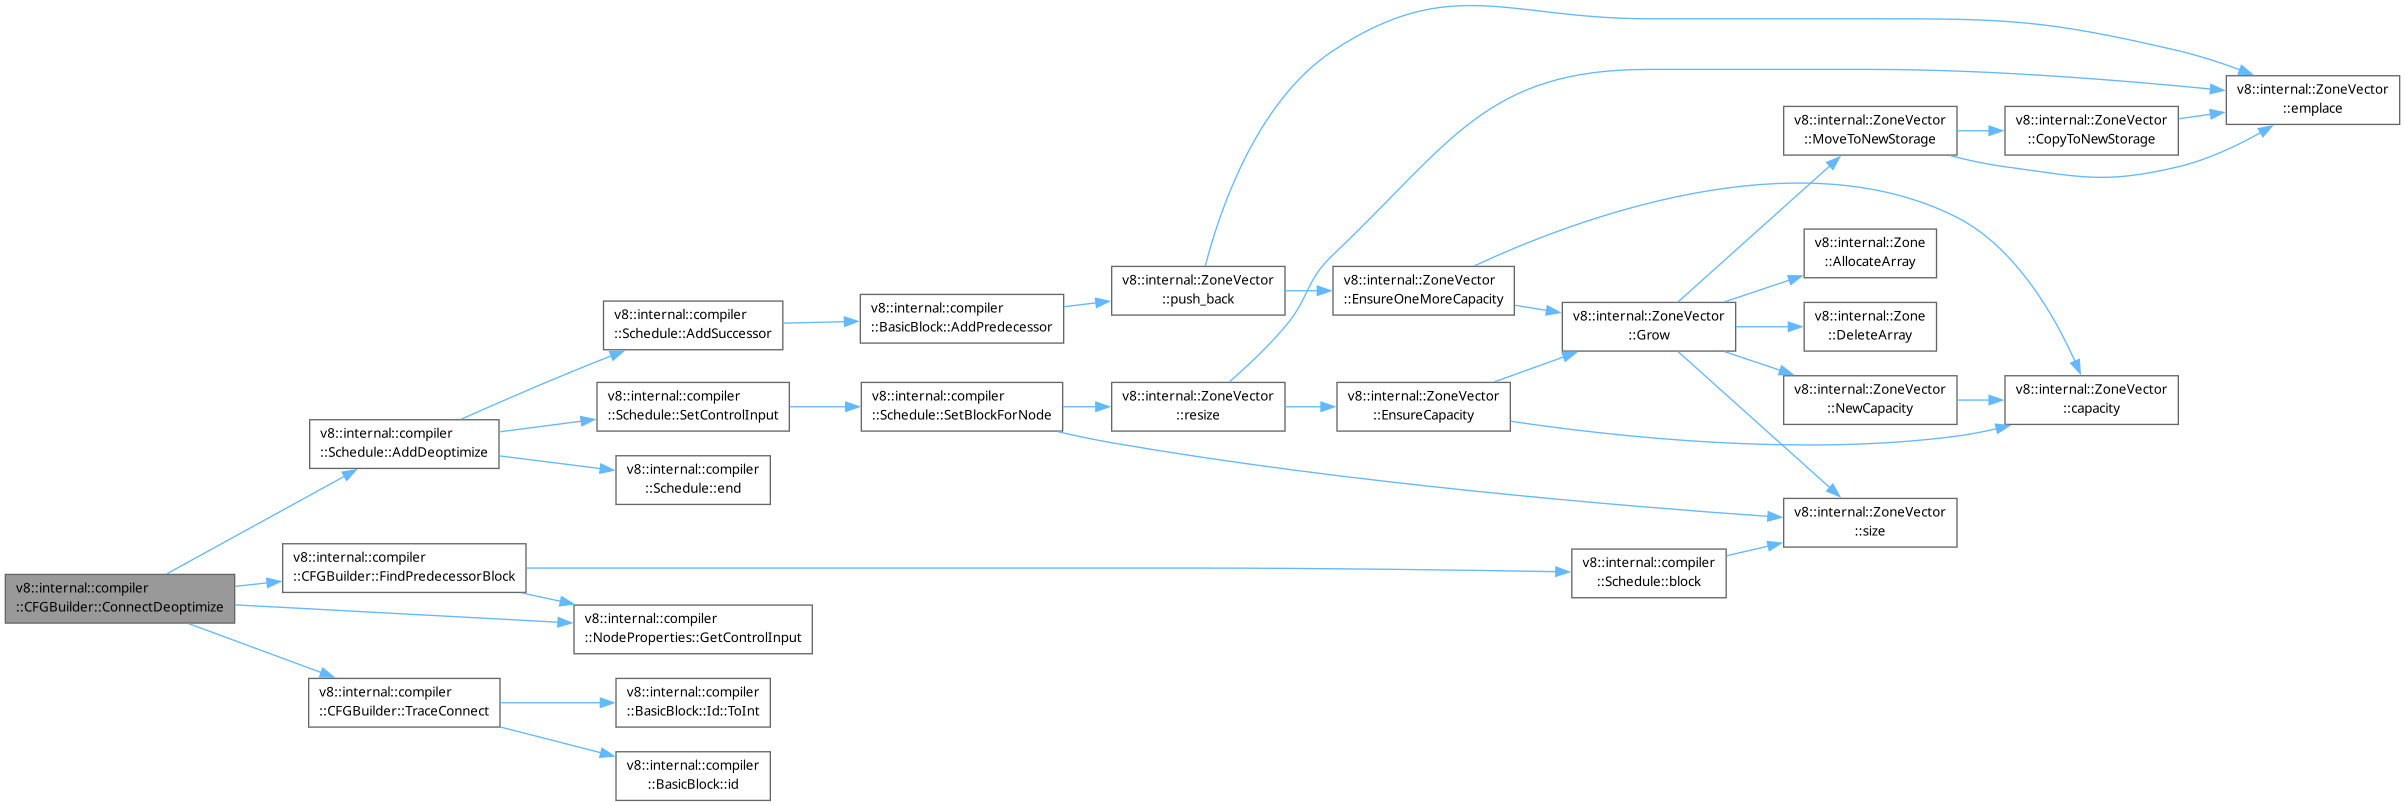 v8::internal::compiler
::CFGBuilder::ConnectDeoptimize
v8::internal::compiler
::Schedule::AddDeoptimize
v8::internal::compiler
::CFGBuilder::FindPredecessorBlock
v8::internal::compiler
::CFGBuilder::TraceConnect
v8::internal::compiler
::Schedule::AddSuccessor
v8::internal::compiler
::Schedule::SetControlInput
v8::internal::compiler
::Schedule::end
v8::internal::compiler
::NodeProperties::GetControlInput
v8::internal::compiler
::BasicBlock::Id::ToInt
v8::internal::compiler
::BasicBlock::id
v8::internal::compiler
::BasicBlock::AddPredecessor
v8::internal::compiler
::Schedule::SetBlockForNode
v8::internal::ZoneVector
::push_back
v8::internal::ZoneVector
::resize
v8::internal::ZoneVector
::EnsureOneMoreCapacity
v8::internal::ZoneVector
::EnsureCapacity
v8::internal::ZoneVector
::Grow
v8::internal::compiler
::Schedule::block
v8::internal::ZoneVector
::MoveToNewStorage
v8::internal::Zone
::AllocateArray
v8::internal::Zone
::DeleteArray
v8::internal::ZoneVector
::NewCapacity
v8::internal::ZoneVector
::size
v8::internal::ZoneVector
::CopyToNewStorage
v8::internal::ZoneVector
::capacity
v8::internal::ZoneVector
::emplace